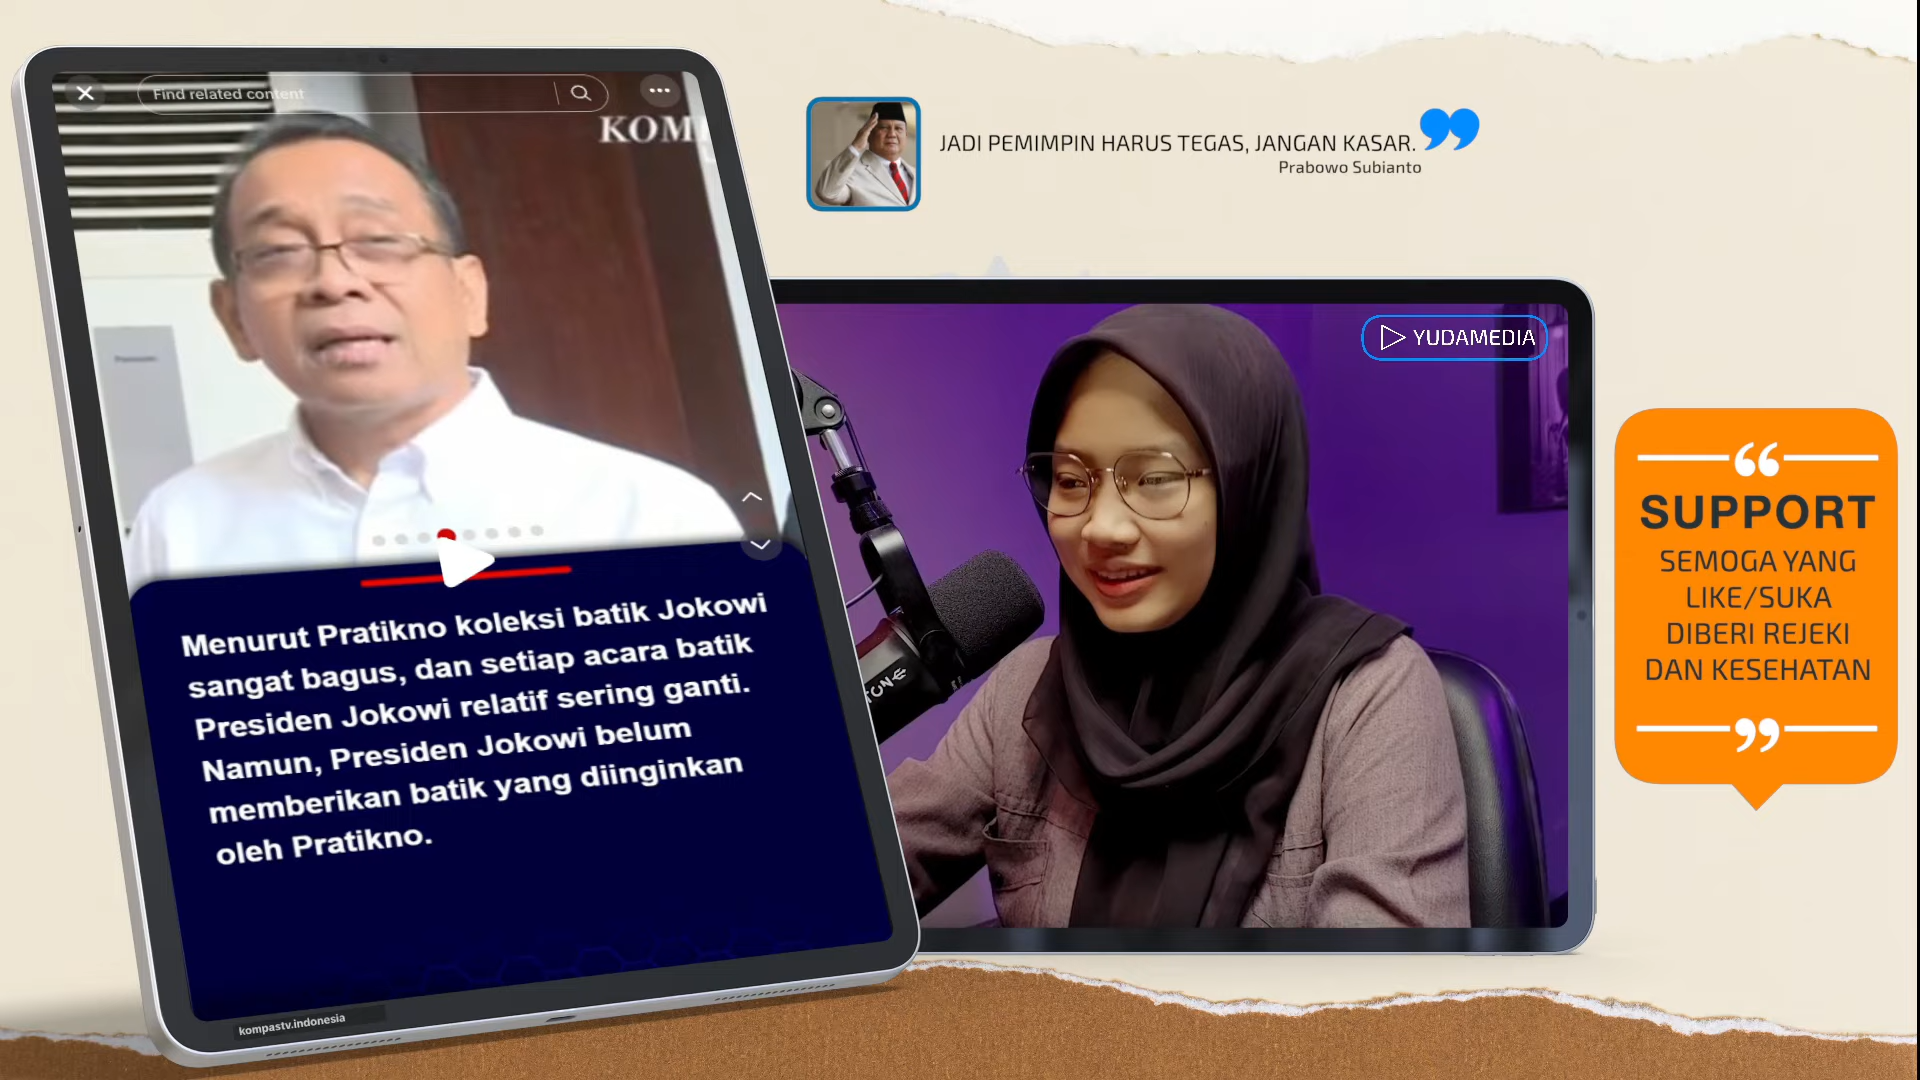 Find related content
KOM
Menurut Pratikno koleksi batik Jokowi
sangat bagus, dan setiap acara batik
Presiden Jokowi relatif sering ganti.
Namun, Presiden Jokowi belum
memberikan batik yang diinginkan
oleh Pratikno.
kompastv.indonesia
JADI PEMIMPIN HARUS TEGAS, JANGAN KASAR.
Prabowo Subianto
YUDAMEDIA
“
SUPPORT
SEMOGA YANG
LIKE/SUKA
DIBERI REJEKI
DAN KESEHATAN
”